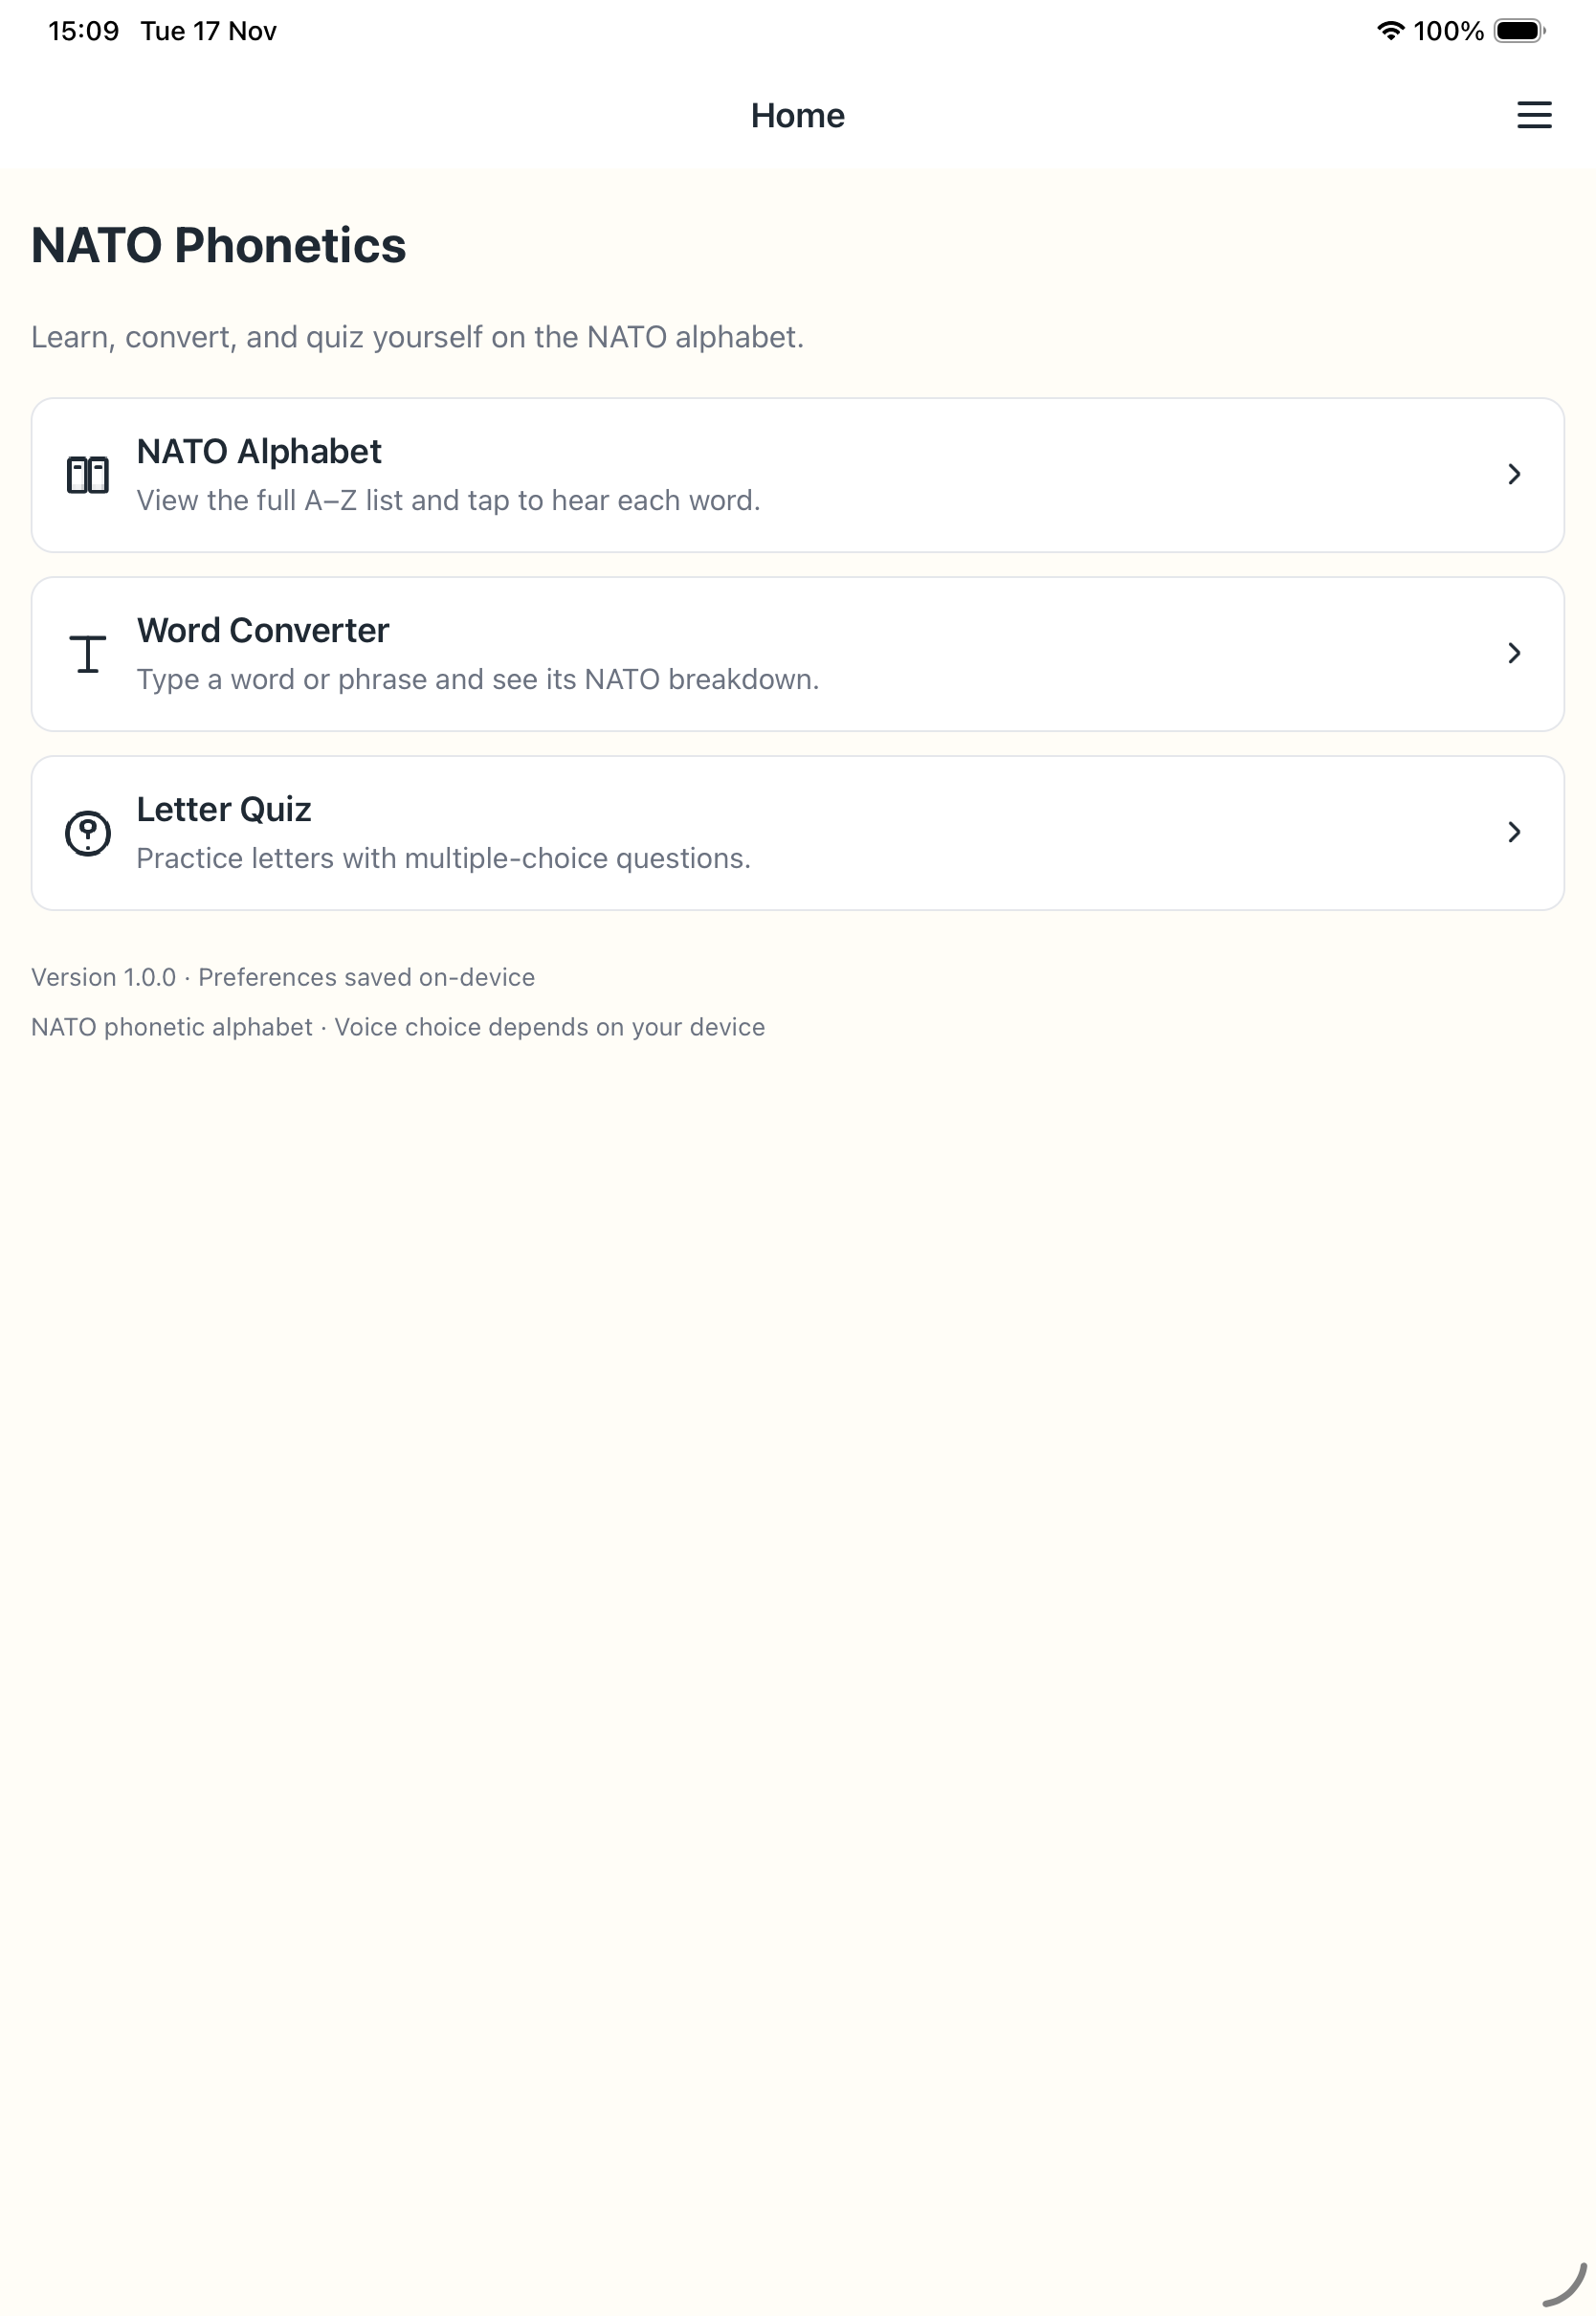 15:09 Tue 17 Nov 100%
Home
NATO Phonetics
Learn, convert, and quiz yourself on the NATO alphabet.
NATO Alphabet
View the full A–Z list and tap to hear each word.
Word Converter
Type a word or phrase and see its NATO breakdown.
Letter Quiz
Practice letters with multiple-choice questions.
Version 1.0.0 · Preferences saved on-device
NATO phonetic alphabet · Voice choice depends on your device